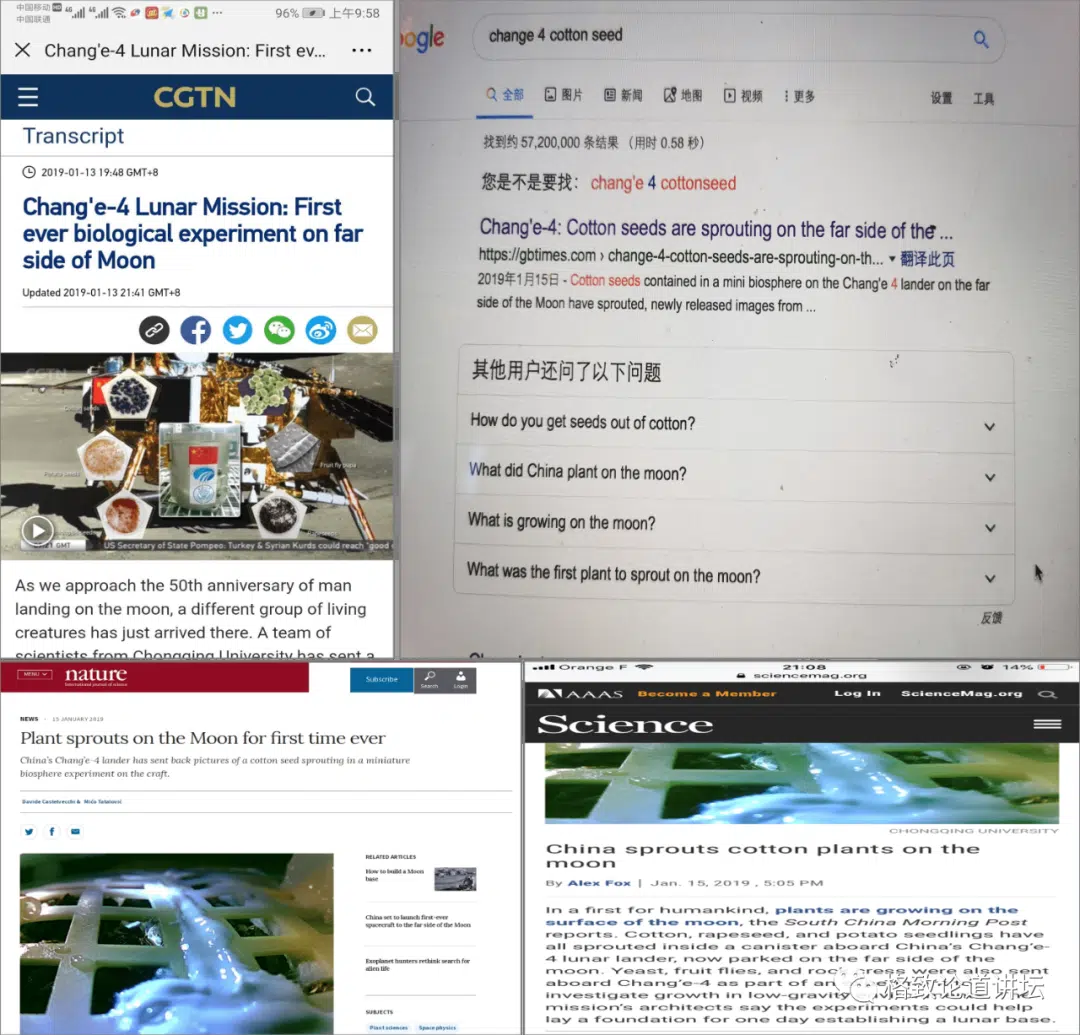 中国移动 HD
中国联通
96% 上午9:58
Chang'e-4 Lunar Mission: First ev...
CGTN
Transcript
2019-01-13 19:48 GMT+8
Chang'e-4 Lunar Mission: First
ever biological experiment on far
side of Moon
Updated 2019-01-13 21:41 GMT+8
Potato seeds
Fruit fly pupa
GMT
US Secretary of State Pompeo: Turkey & Syrian Kurds could reach "good
As we approach the 50th anniversary of man
landing on the moon, a different group of living
creatures has just arrived there. A team of
scientists from Chongqing University has sent a
ogle
change 4 cotton seed
全部 图片 新闻 地图 视频 更多 设置 工具
找到约 57,200,000 条结果 （用时 0.58 秒）
您是不是要找： chang'e 4 cottonseed
Chang'e-4: Cotton seeds are sprouting on the far side of the ...
https://gbtimes.com › change-4-cotton-seeds-are-sprouting-on-th... 翻译此页
2019年1月15日 - Cotton seeds contained in a mini biosphere on the Chang'e 4 lander on the far
side of the Moon have sprouted, newly released images from ...
其他用户还问了以下问题
How do you get seeds out of cotton?
What did China plant on the moon?
What is growing on the moon?
What was the first plant to sprout on the moon?
反馈
MENU
nature
International journal of science
Subscribe
Search
Login
NEWS · 15 JANUARY 2019
Plant sprouts on the Moon for first time ever
China's Chang'e-4 lander has sent back pictures of a cotton seed sprouting in a miniature
biosphere experiment on the craft.
Davide Castelvecchi & Mićo Tatalović
RELATED ARTICLES
How to build a Moon
base
China set to launch first-ever
spacecraft to the far side of the Moon
Exoplanet hunters rethink search for
alien life
SUBJECTS
Plant sciences Space physics
Orange F 21:08 14%
sciencemag.org
AAAS Become a Member Log In ScienceMag.org
Science
CHONGQING UNIVERSITY
China sprouts cotton plants on the
moon
By Alex Fox | Jan. 15, 2019 , 5:05 PM
In a first for humankind, plants are growing on the
surface of the moon, the South China Morning Post
reports. Cotton, rapeseed, and potato seedlings have
all sprouted inside a canister aboard China's Chang'e-
4 lunar lander, now parked on the far side of the
moon. Yeast, fruit flies, and rock cress were also sent
aboard Chang'e-4 as part of an
investigate growth in low-gravity
mission's architects say the experiments could help
lay a foundation for one day establishing a lunar base.
格致论道讲坛